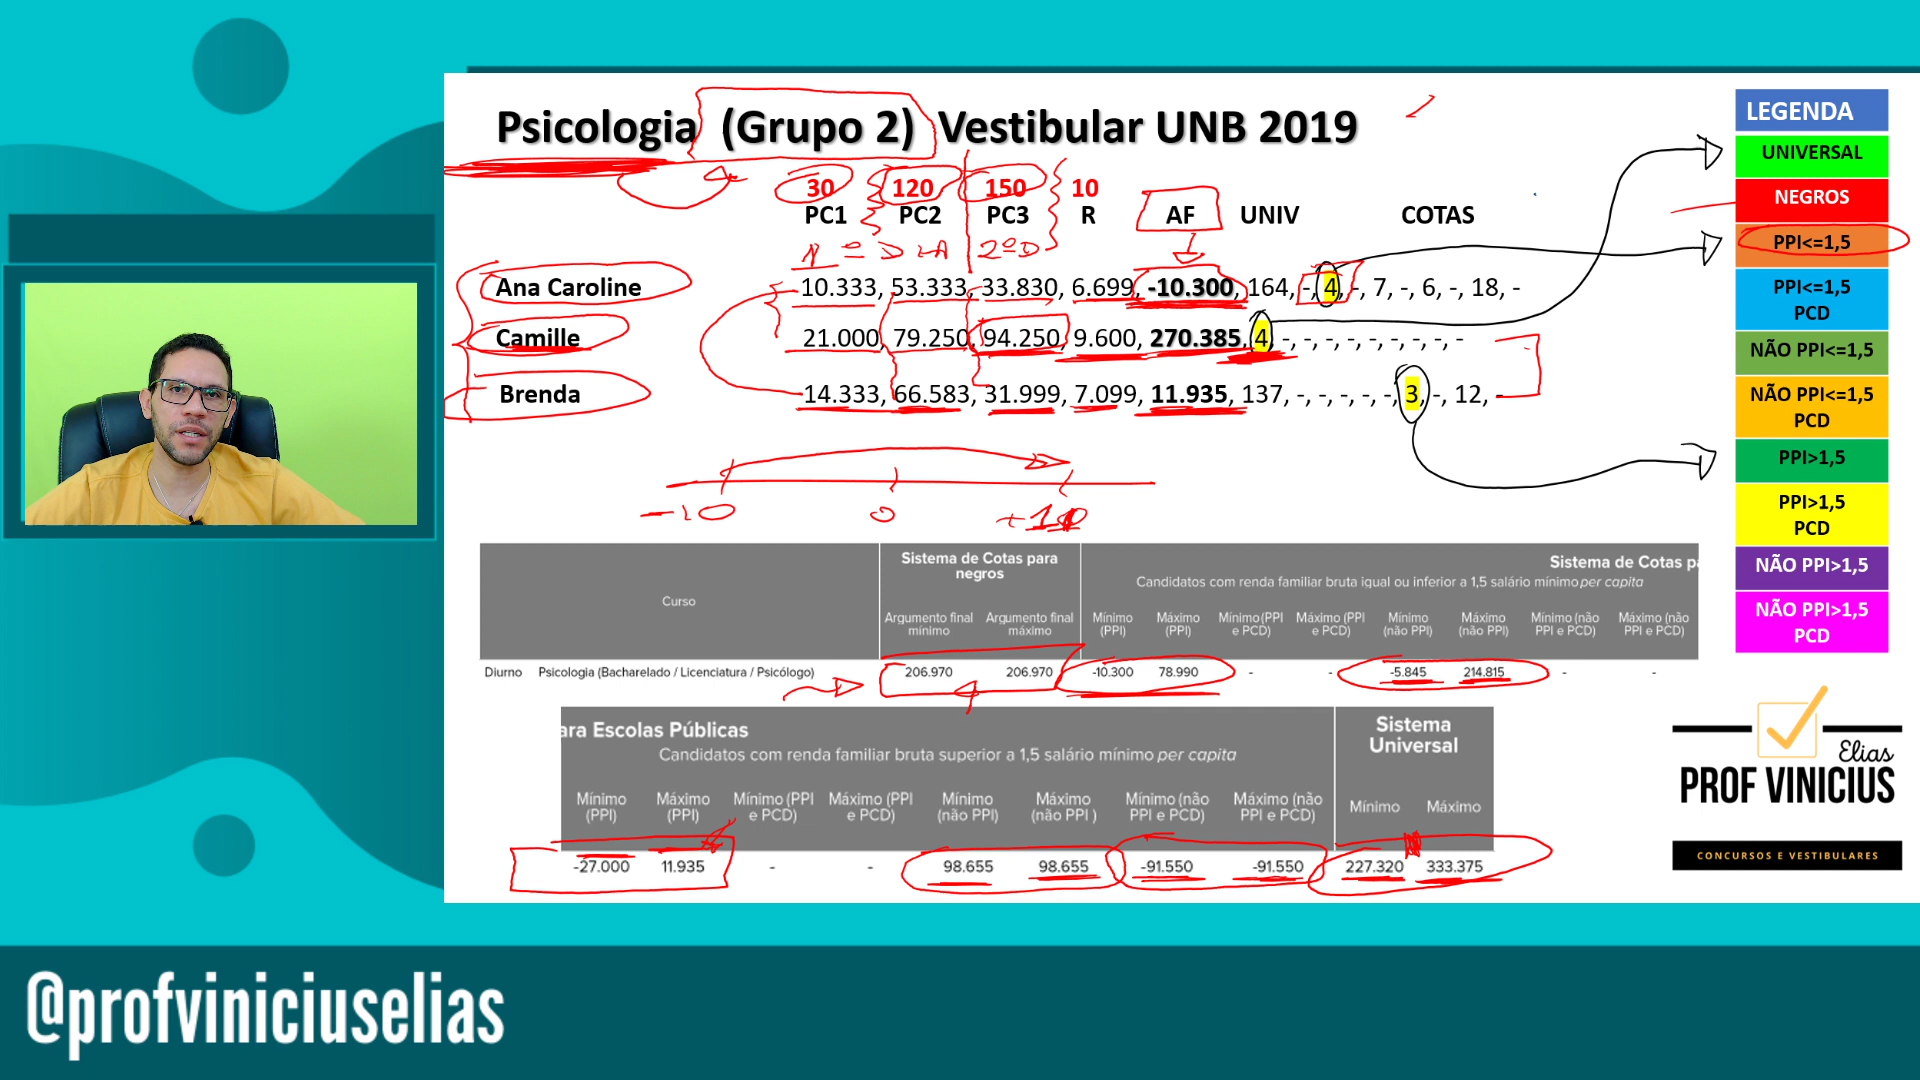 Psicologia (Grupo 2) Vestibular UNB 2019
30 120 150 10
PC1 PC2 PC3 R AF UNIV COTAS
1º DIA 2ºD
Ana Caroline 10.333, 53.333, 33.830, 6.699, -10.300, 164, -, 4, -, 7, -, 6, -, 18, -
Camille 21.000, 79.250, 94.250, 9.600, 270.385, 4, -, -, -, -, -, -, -, -, -
Brenda 14.333, 66.583, 31.999, 7.099, 11.935, 137, -, -, -, -, -, 3, -, 12, -
-10 0 +10
LEGENDA
UNIVERSAL
NEGROS
PPI<=1,5
PPI<=1,5
PCD
NÃO PPI<=1,5
NÃO PPI<=1,5
PCD
PPI>1,5
PPI>1,5
PCD
NÃO PPI>1,5
NÃO PPI>1,5
PCD
Curso
Sistema de Cotas para
negros
Sistema de Cotas pa
Candidatos com renda familiar bruta igual ou inferior a 1,5 salário mínimo per capita
Argumento final
mínimo
Argumento final
máximo
Mínimo
(PPI)
Máximo
(PPI)
Mínimo (PPI
e PCD)
Máximo (PPI
e PCD)
Mínimo
(não PPI)
Máximo
(não PPI)
Mínimo (não
PPI e PCD)
Máximo (não
PPI e PCD)
Diurno Psicologia (Bacharelado / Licenciatura / Psicólogo) 206.970 206.970 -10.300 78.990 - - -5.845 214.815 - -
ara Escolas Públicas
Candidatos com renda familiar bruta superior a 1,5 salário mínimo per capita
Sistema
Universal
Mínimo
(PPI)
Máximo
(PPI)
Mínimo (PPI
e PCD)
Máximo (PPI
e PCD)
Mínimo
(não PPI)
Máximo
(não PPI )
Mínimo (não
PPI e PCD)
Máximo (não
PPI e PCD)
Mínimo
Máximo
-27.000 11.935 - - 98.655 98.655 -91.550 -91.550 227.320 333.375
Elias
PROF VINICIUS
CONCURSOS E VESTIBULARES
@profviniciuselias